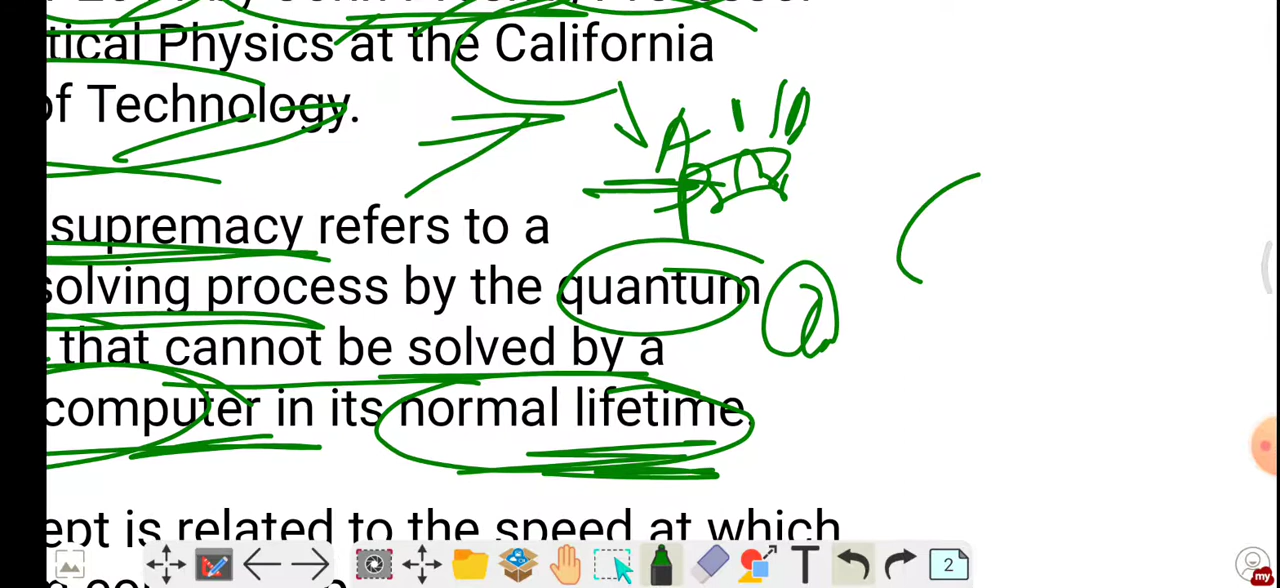 tical Physics at the California
of Technology.
supremacy refers to a
solving process by the quantum
that cannot be solved by a
computer in its normal lifetime.
ept is related to the speed at which
T
2
my